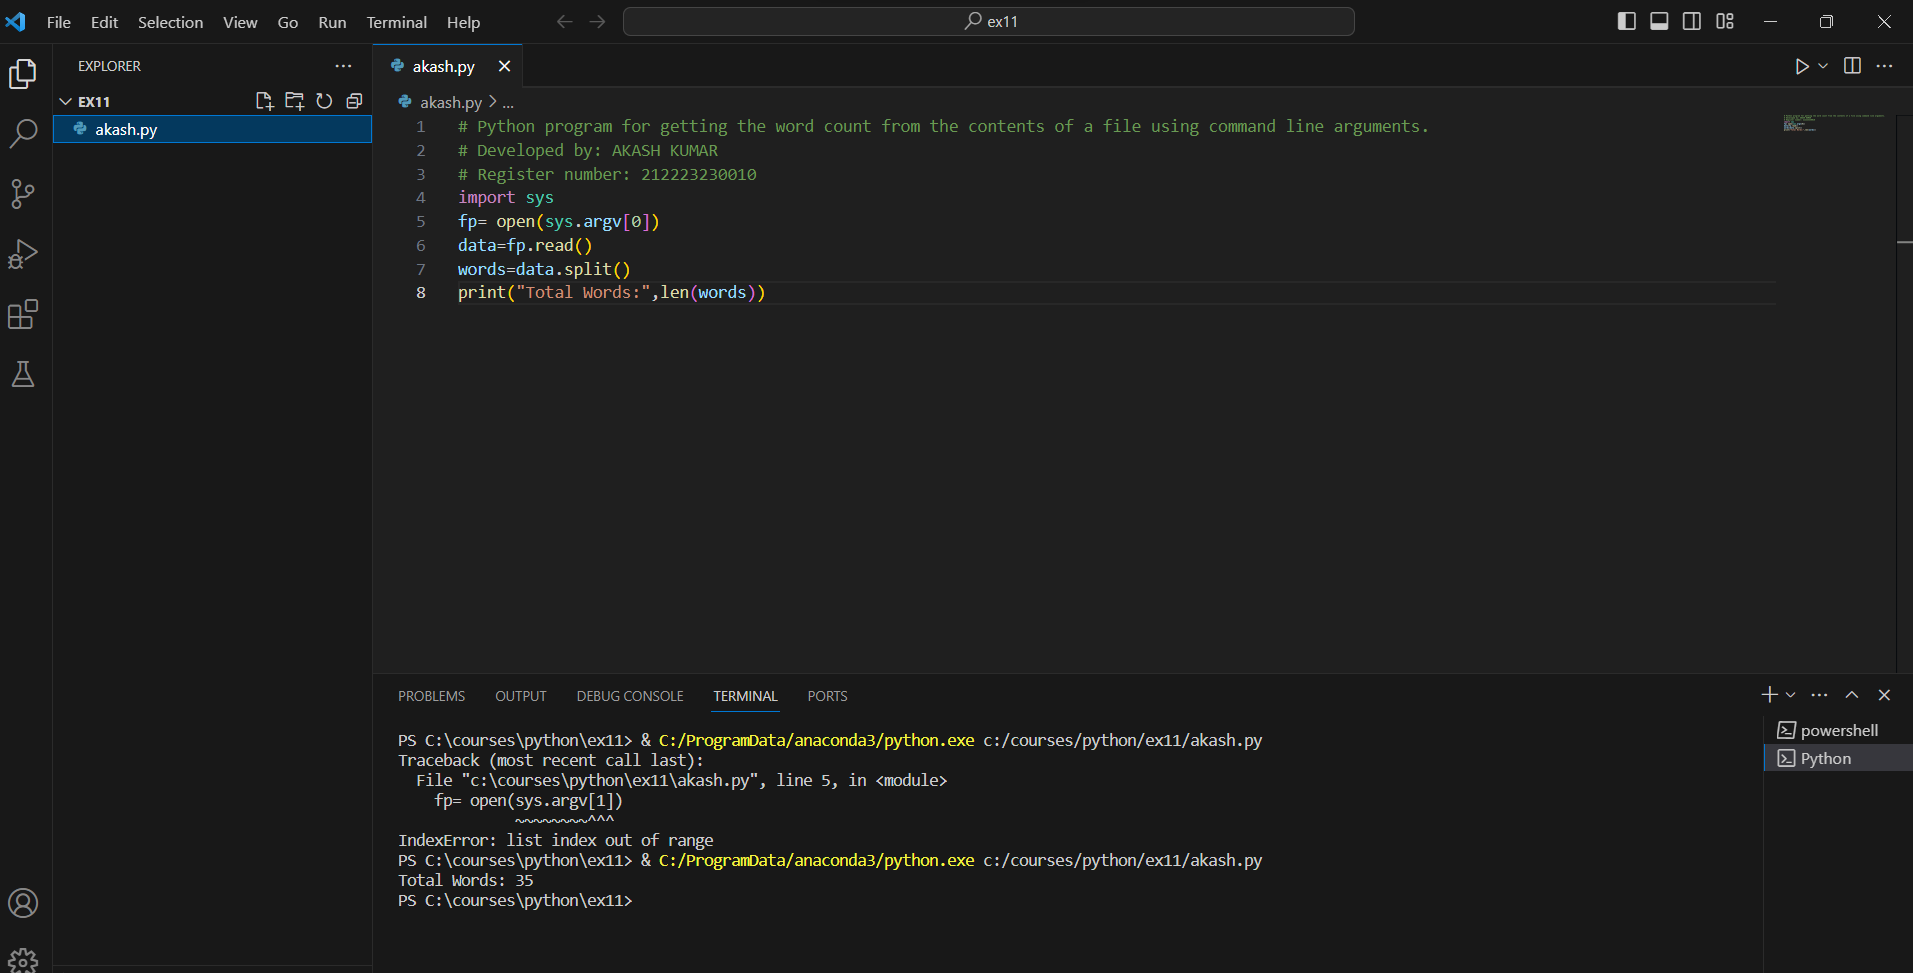 File Edit Selection View Go Run Terminal Help
ex11
EXPLORER
akash.py
EX11
akash.py
akash.py > ...
1 # Python program for getting the word count from the contents of a file using command line arguments.
2 # Developed by: AKASH KUMAR
3 # Register number: 212223230010
4 import sys
5 fp= open(sys.argv[0])
6 data=fp.read()
7 words=data.split()
8 print("Total Words:",len(words))
PROBLEMS OUTPUT DEBUG CONSOLE TERMINAL PORTS
PS C:\courses\python\ex11> & C:/ProgramData/anaconda3/python.exe c:/courses/python/ex11/akash.py
Traceback (most recent call last):
File "c:\courses\python\ex11\akash.py", line 5, in <module>
fp= open(sys.argv[1])
~~~~~~~~^^^
IndexError: list index out of range
PS C:\courses\python\ex11> & C:/ProgramData/anaconda3/python.exe c:/courses/python/ex11/akash.py
Total Words: 35
PS C:\courses\python\ex11>
powershell
Python